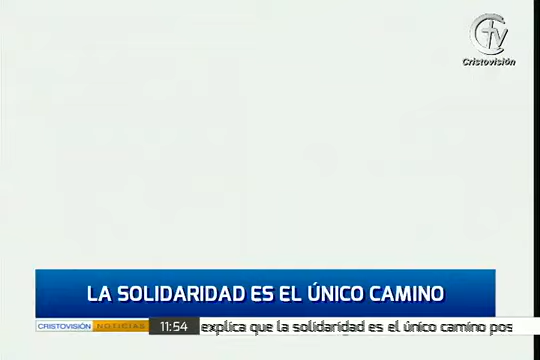 Cristovisión
LA SOLIDARIDAD ES EL ÚNICO CAMINO
CRISTOVISIÓN NOTICIAS 11:54 explica que la solidaridad es el único camino pos